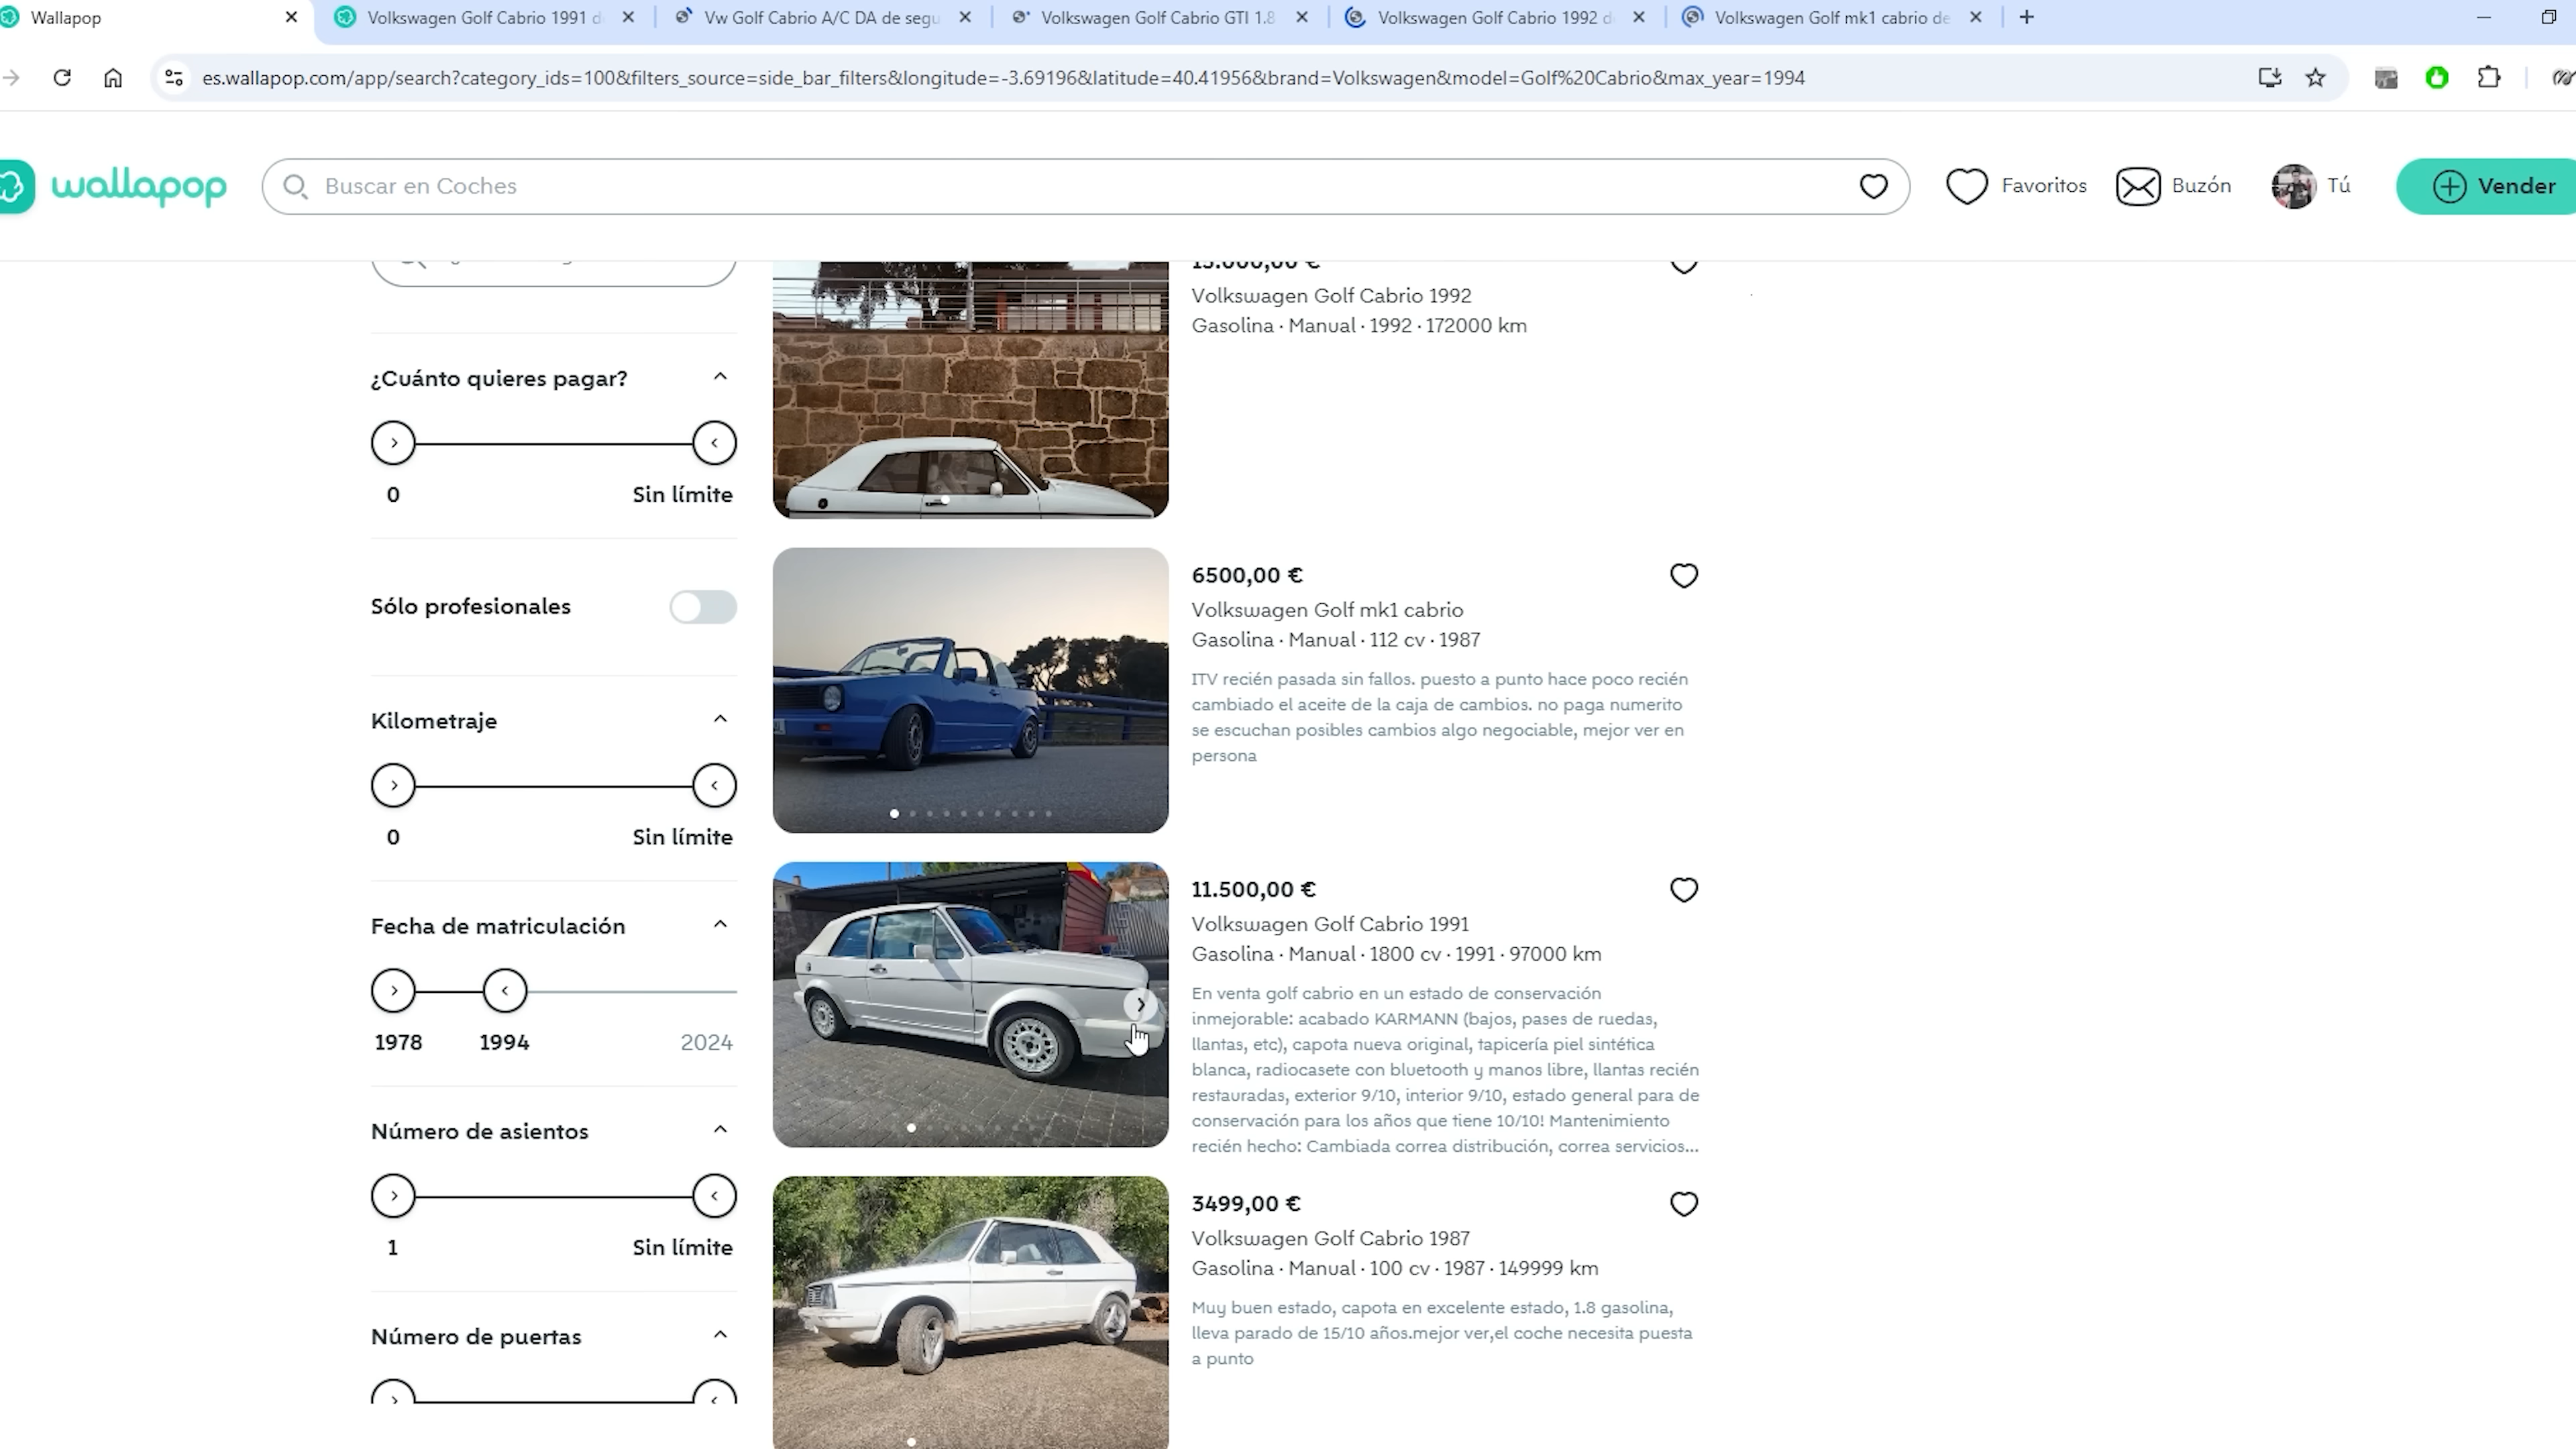 Wallapop
Volkswagen Golf Cabrio 1991 d
Vw Golf Cabrio A/C DA de segu
Volkswagen Golf Cabrio GTI 1.8
Volkswagen Golf Cabrio 1992 d
Volkswagen Golf mk1 cabrio de
es.wallapop.com/app/search?category_ids=100&filters_source=side_bar_filters&longitude=-3.69196&latitude=40.41956&brand=Volkswagen&model=Golf%20Cabrio&max_year=1994
wallapop
Buscar en Coches
Favoritos
Buzón
Tú
Vender
¿Cuánto quieres pagar?
0
Sin límite
Sólo profesionales
Kilometraje
0
Sin límite
Fecha de matriculación
1978
1994
2024
Número de asientos
1
Sin límite
Número de puertas
15.000,00 €
Volkswagen Golf Cabrio 1992
Gasolina · Manual · 1992 · 172000 km
6500,00 €
Volkswagen Golf mk1 cabrio
Gasolina · Manual · 112 cv · 1987
ITV recién pasada sin fallos. puesto a punto hace poco recién
cambiado el aceite de la caja de cambios. no paga numerito
se escuchan posibles cambios algo negociable, mejor ver en
persona
11.500,00 €
Volkswagen Golf Cabrio 1991
Gasolina · Manual · 1800 cv · 1991 · 97000 km
En venta golf cabrio en un estado de conservación
inmejorable: acabado KARMANN (bajos, pases de ruedas,
llantas, etc), capota nueva original, tapicería piel sintética
blanca, radiocasete con bluetooth y manos libre, llantas recién
restauradas, exterior 9/10, interior 9/10, estado general para de
conservación para los años que tiene 10/10! Mantenimiento
recién hecho: Cambiada correa distribución, correa servicios...
3499,00 €
Volkswagen Golf Cabrio 1987
Gasolina · Manual · 100 cv · 1987 · 149999 km
Muy buen estado, capota en excelente estado, 1.8 gasolina,
lleva parado de 15/10 años.mejor ver,el coche necesita puesta
a punto